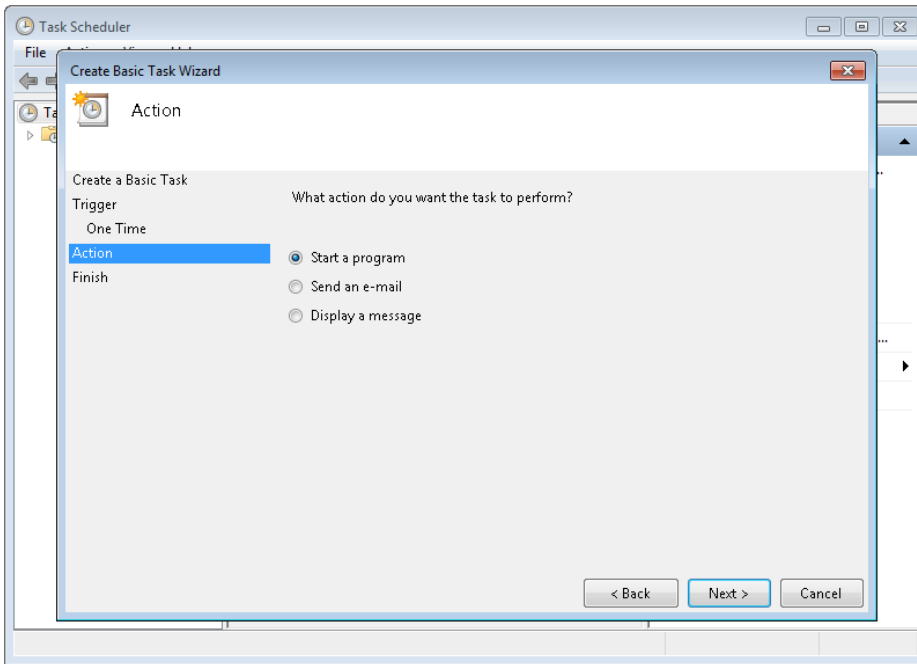 Task Scheduler
File
Create Basic Task Wizard
Action
Create a Basic Task
Trigger
One Time
Action
Finish
What action do you want the task to perform?
Start a program
Send an e-mail
Display a message
< Back
Next >
Cancel